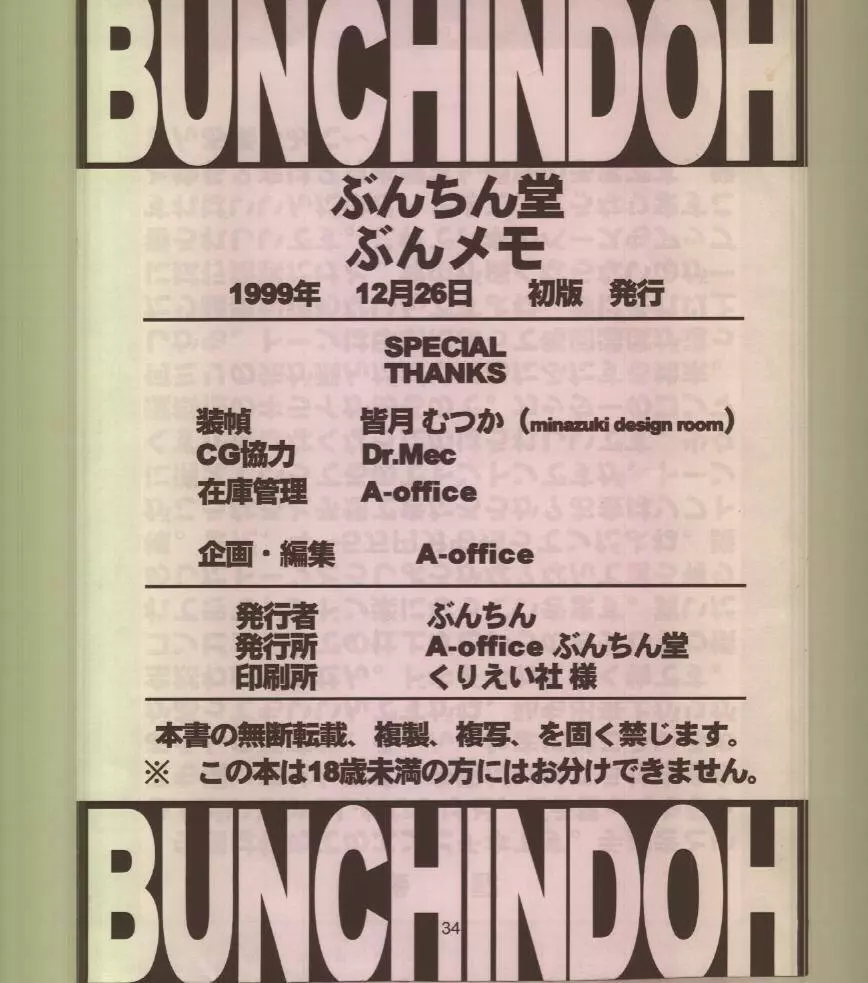 BUNCHINDOH
ぶんちん堂
ぶんメモ
1999年 12月26日 初版 発行
SPECIAL
THANKS
装幀 皆月 むつか（minazuki design room）
CG協力 Dr.Mec
在庫管理 A-office
企画・編集 A-office
発行者 ぶんちん
発行所 A-office ぶんちん堂
印刷所 くりえい社 様
本書の無断転載、複製、複写、を固く禁じます。
※ この本は18歳未満の方にはお分けできません。
BUNCHINDOH
34